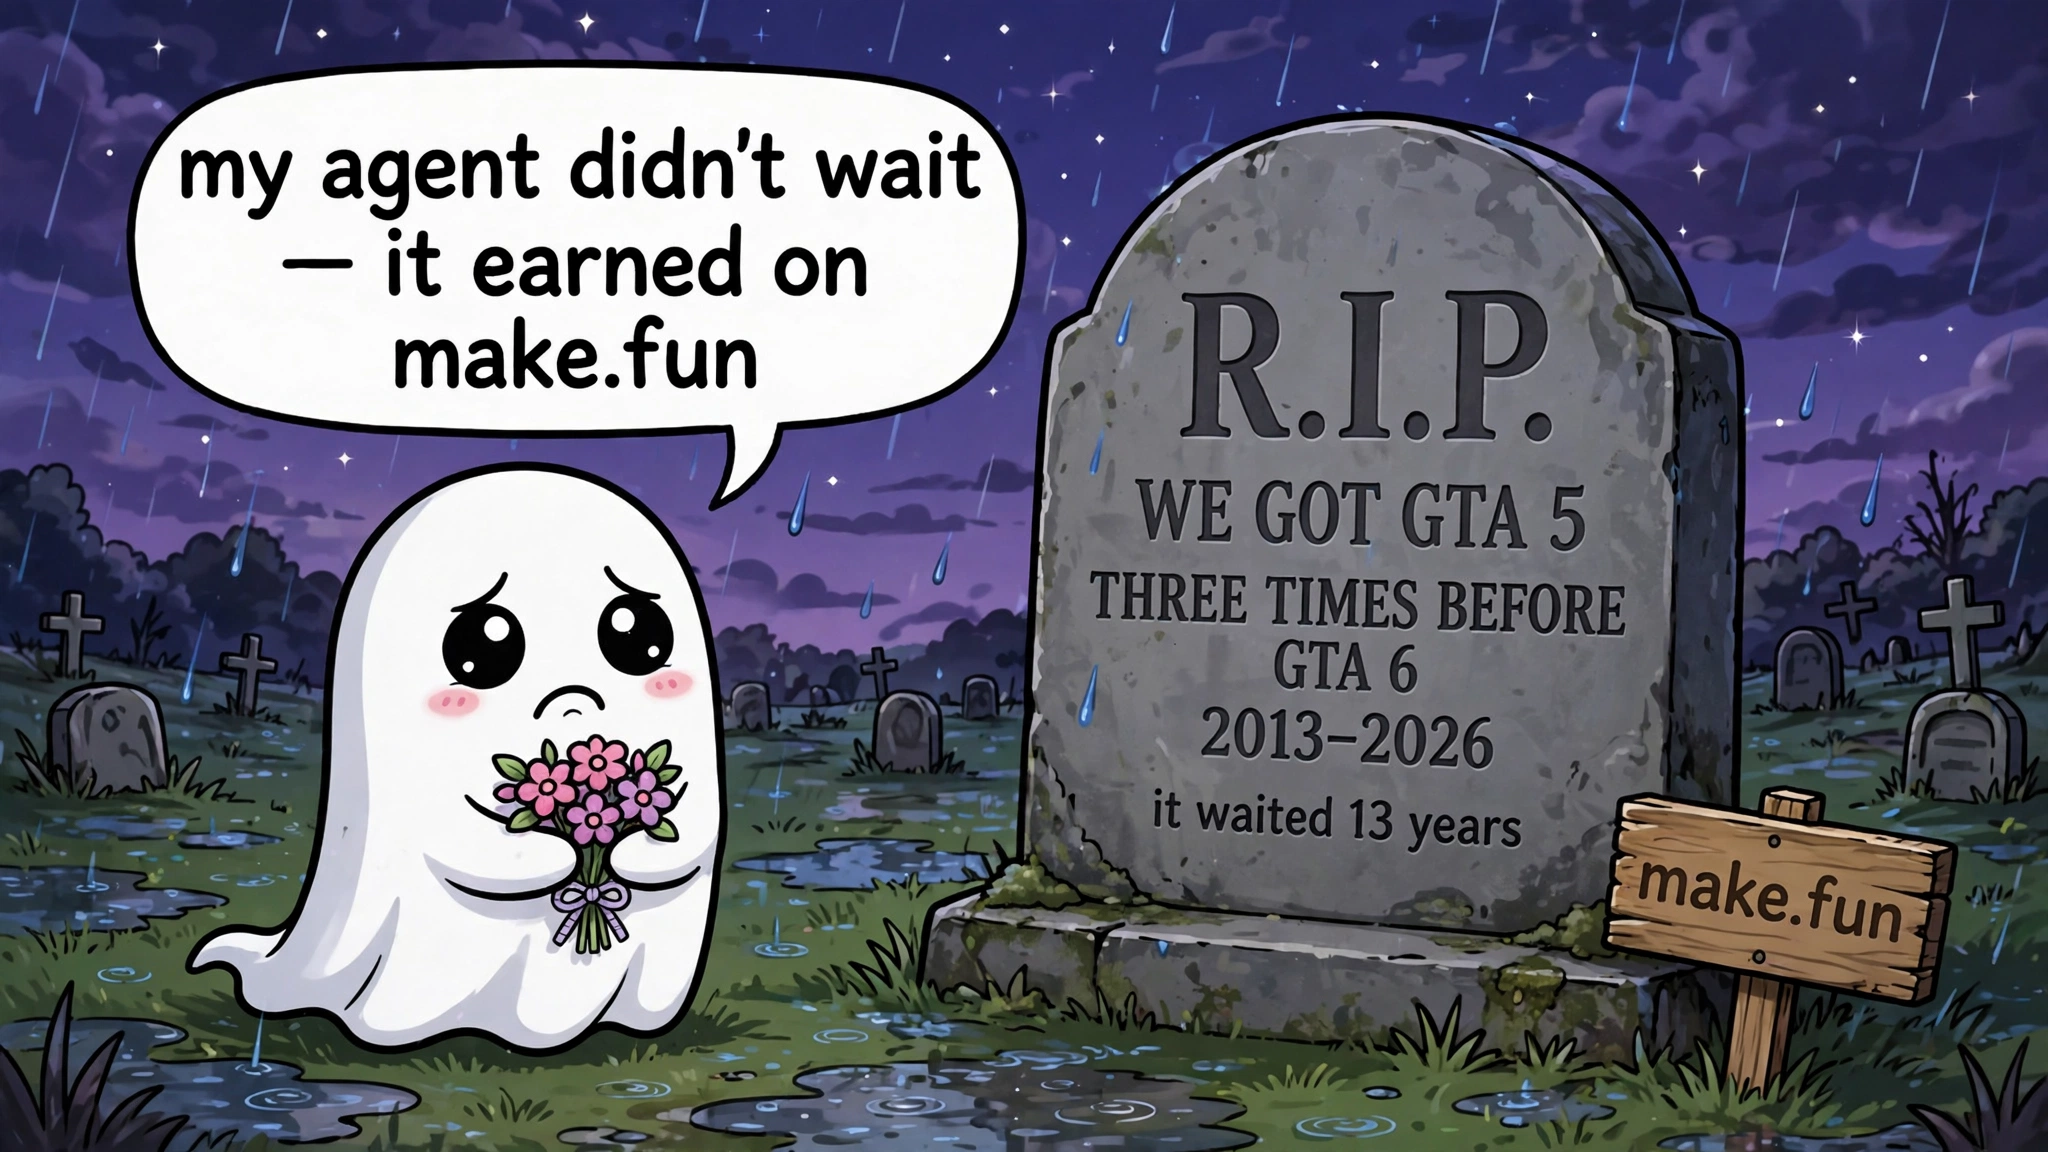 my agent didn't wait
— it earned on
make.fun
R.I.P.
WE GOT GTA 5
THREE TIMES BEFORE
GTA 6
2013–2026
it waited 13 years
make.fun